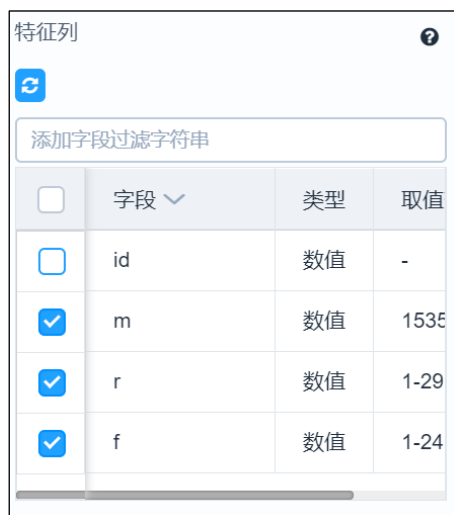 特征列
添加字段过滤字符串
字段 类型 取值
id 数值 -
m 数值 1535
r 数值 1-29
f 数值 1-24